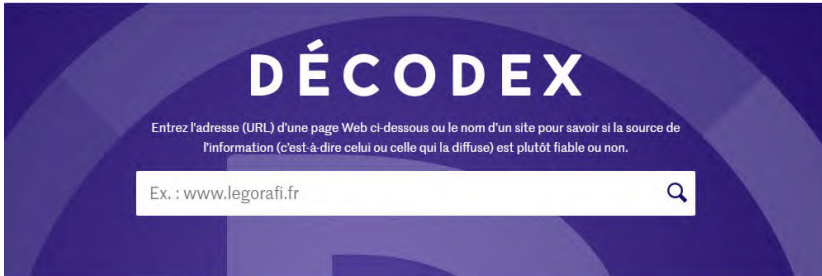 DÉCODEX
Entrez l'adresse (URL) d'une page Web ci-dessous ou le nom d'un site pour savoir si la source de
l'information (c'est-à-dire celui ou celle qui la diffuse) est plutôt fiable ou non.
Ex. : www.legorafi.fr